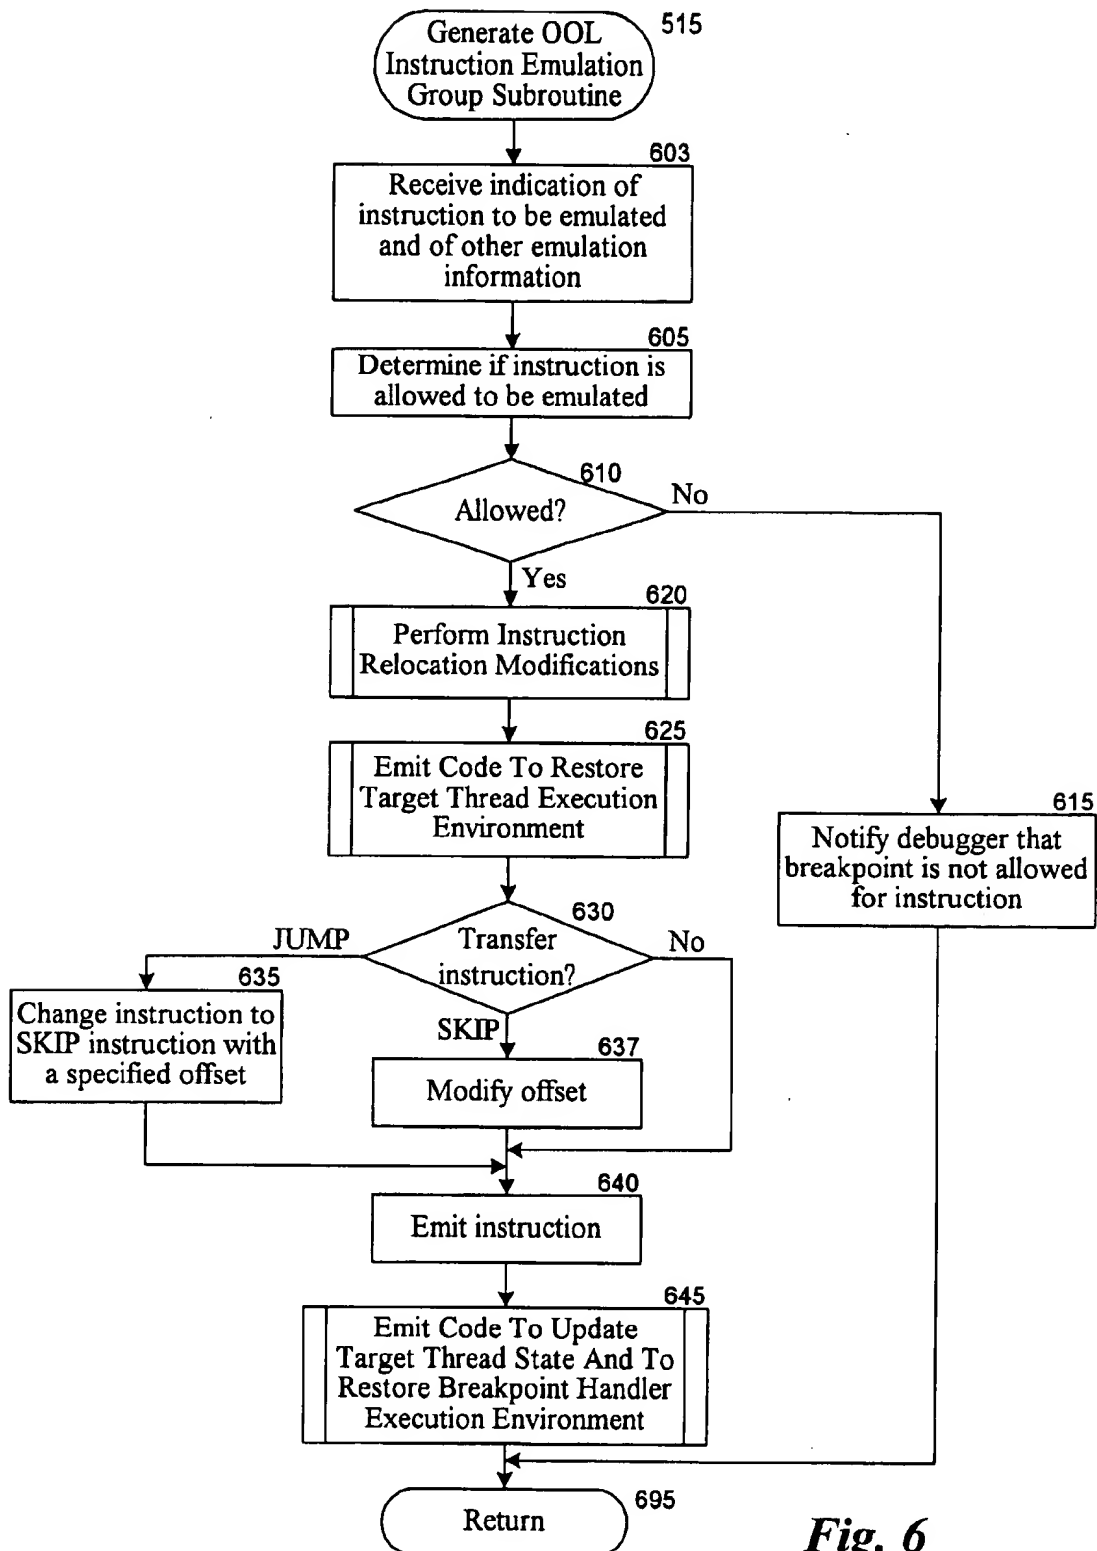 Generate OOL
Instruction Emulation
Group Subroutine
515
603
Receive indication of
instruction to be emulated
and of other emulation
information
605
Determine if instruction is
allowed to be emulated
610
Allowed?
No
Yes
620
Perform Instruction
Relocation Modifications
625
Emit Code To Restore
Target Thread Execution
Environment
615
Notify debugger that
breakpoint is not allowed
for instruction
630
Transfer
instruction?
JUMP
No
SKIP
635
Change instruction to
SKIP instruction with
a specified offset
637
Modify offset
640
Emit instruction
645
Emit Code To Update
Target Thread State And To
Restore Breakpoint Handler
Execution Environment
695
Return
Fig. 6